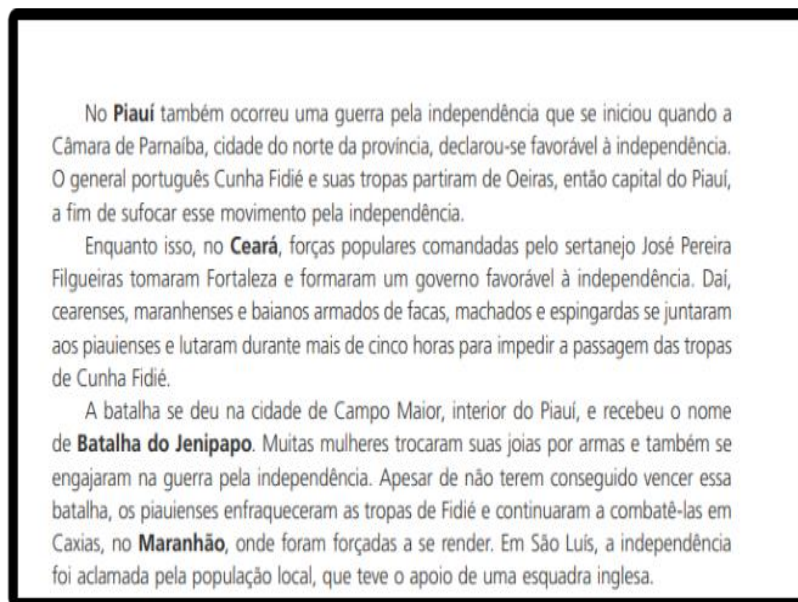 No Piauí também ocorreu uma guerra pela independência que se iniciou quando a
Câmara de Parnaíba, cidade do norte da província, declarou-se favorável à independência.
O general português Cunha Fidié e suas tropas partiram de Oeiras, então capital do Piauí,
a fim de sufocar esse movimento pela independência.
Enquanto isso, no Ceará, forças populares comandadas pelo sertanejo José Pereira
Filgueiras tomaram Fortaleza e formaram um governo favorável à independência. Daí,
cearenses, maranhenses e baianos armados de facas, machados e espingardas se juntaram
aos piauienses e lutaram durante mais de cinco horas para impedir a passagem das tropas
de Cunha Fidié.
A batalha se deu na cidade de Campo Maior, interior do Piauí, e recebeu o nome
de Batalha do Jenipapo. Muitas mulheres trocaram suas joias por armas e também se
engajaram na guerra pela independência. Apesar de não terem conseguido vencer essa
batalha, os piauienses enfraqueceram as tropas de Fidié e continuaram a combatê-las em
Caxias, no Maranhão, onde foram forçadas a se render. Em São Luís, a independência
foi aclamada pela população local, que teve o apoio de uma esquadra inglesa.